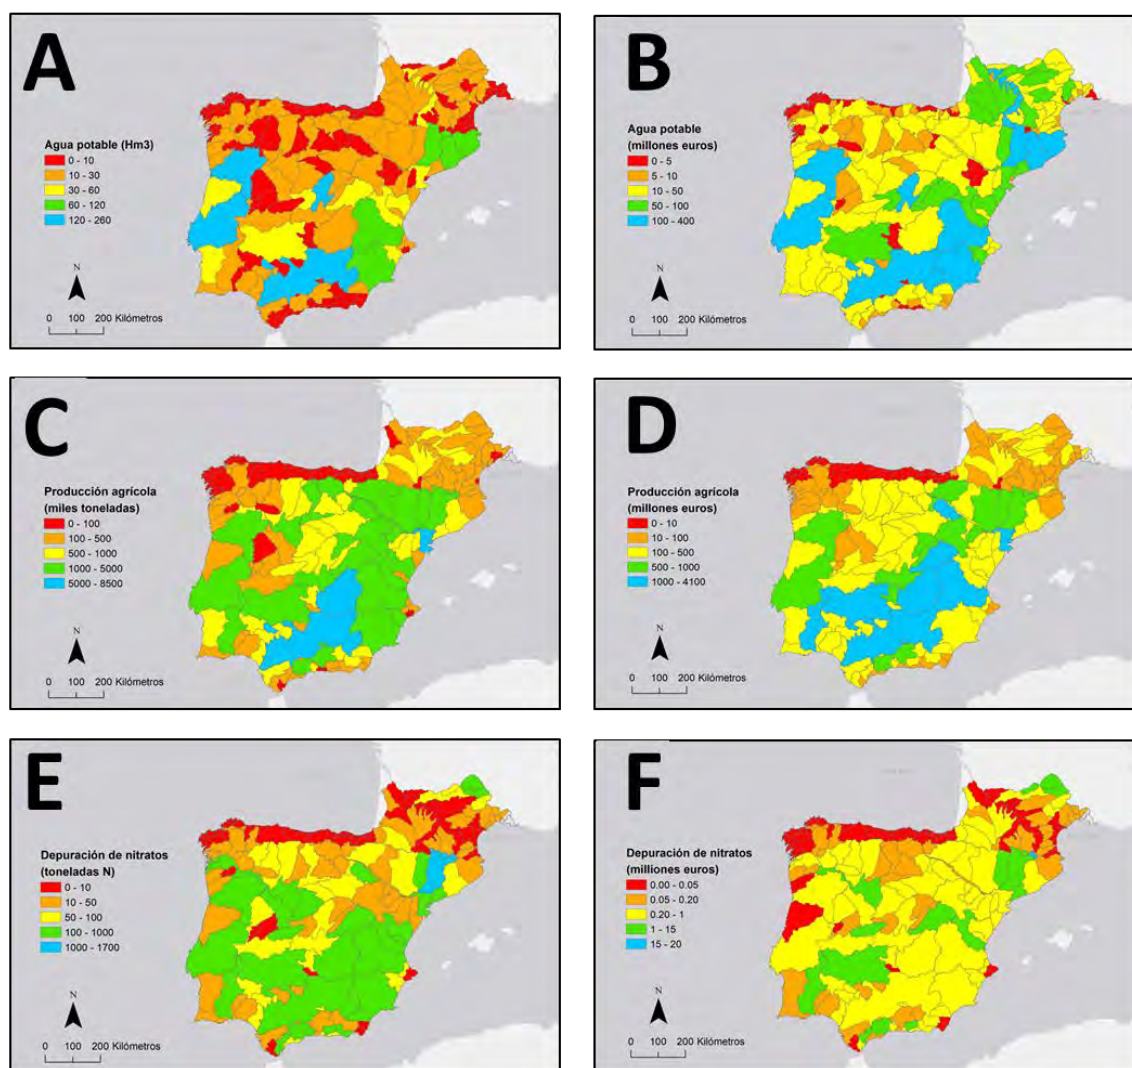 A
Agua potable (Hm3)
0 - 10
10 - 30
30 - 60
60 - 120
120 - 260
N
0 100 200 Kilómetros
B
Agua potable
(millones euros)
0 - 5
5 - 10
10 - 50
50 - 100
100 - 400
N
0 100 200 Kilómetros
C
Producción agrícola
(miles toneladas)
0 - 100
100 - 500
500 - 1000
1000 - 5000
5000 - 8500
N
0 100 200 Kilómetros
D
Producción agrícola
(millones euros)
0 - 10
10 - 100
100 - 500
500 - 1000
1000 - 4100
N
0 100 200 Kilómetros
E
Depuración de nitratos
(toneladas N)
0 - 10
10 - 50
50 - 100
100 - 1000
1000 - 1700
N
0 100 200 Kilómetros
F
Depuración de nitratos
(milliones euros)
0.00 - 0.05
0.05 - 0.20
0.20 - 1
1 - 15
15 - 20
N
0 100 200 Kilómetros